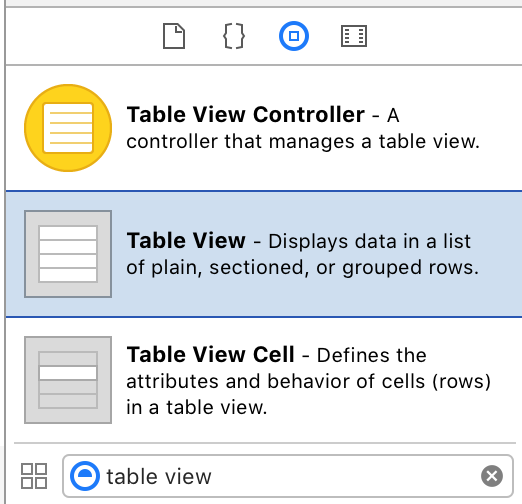 Table View Controller - A
controller that manages a table view.
Table View - Displays data in a list
of plain, sectioned, or grouped rows.
Table View Cell - Defines the
attributes and behavior of cells (rows)
in a table view.
table view